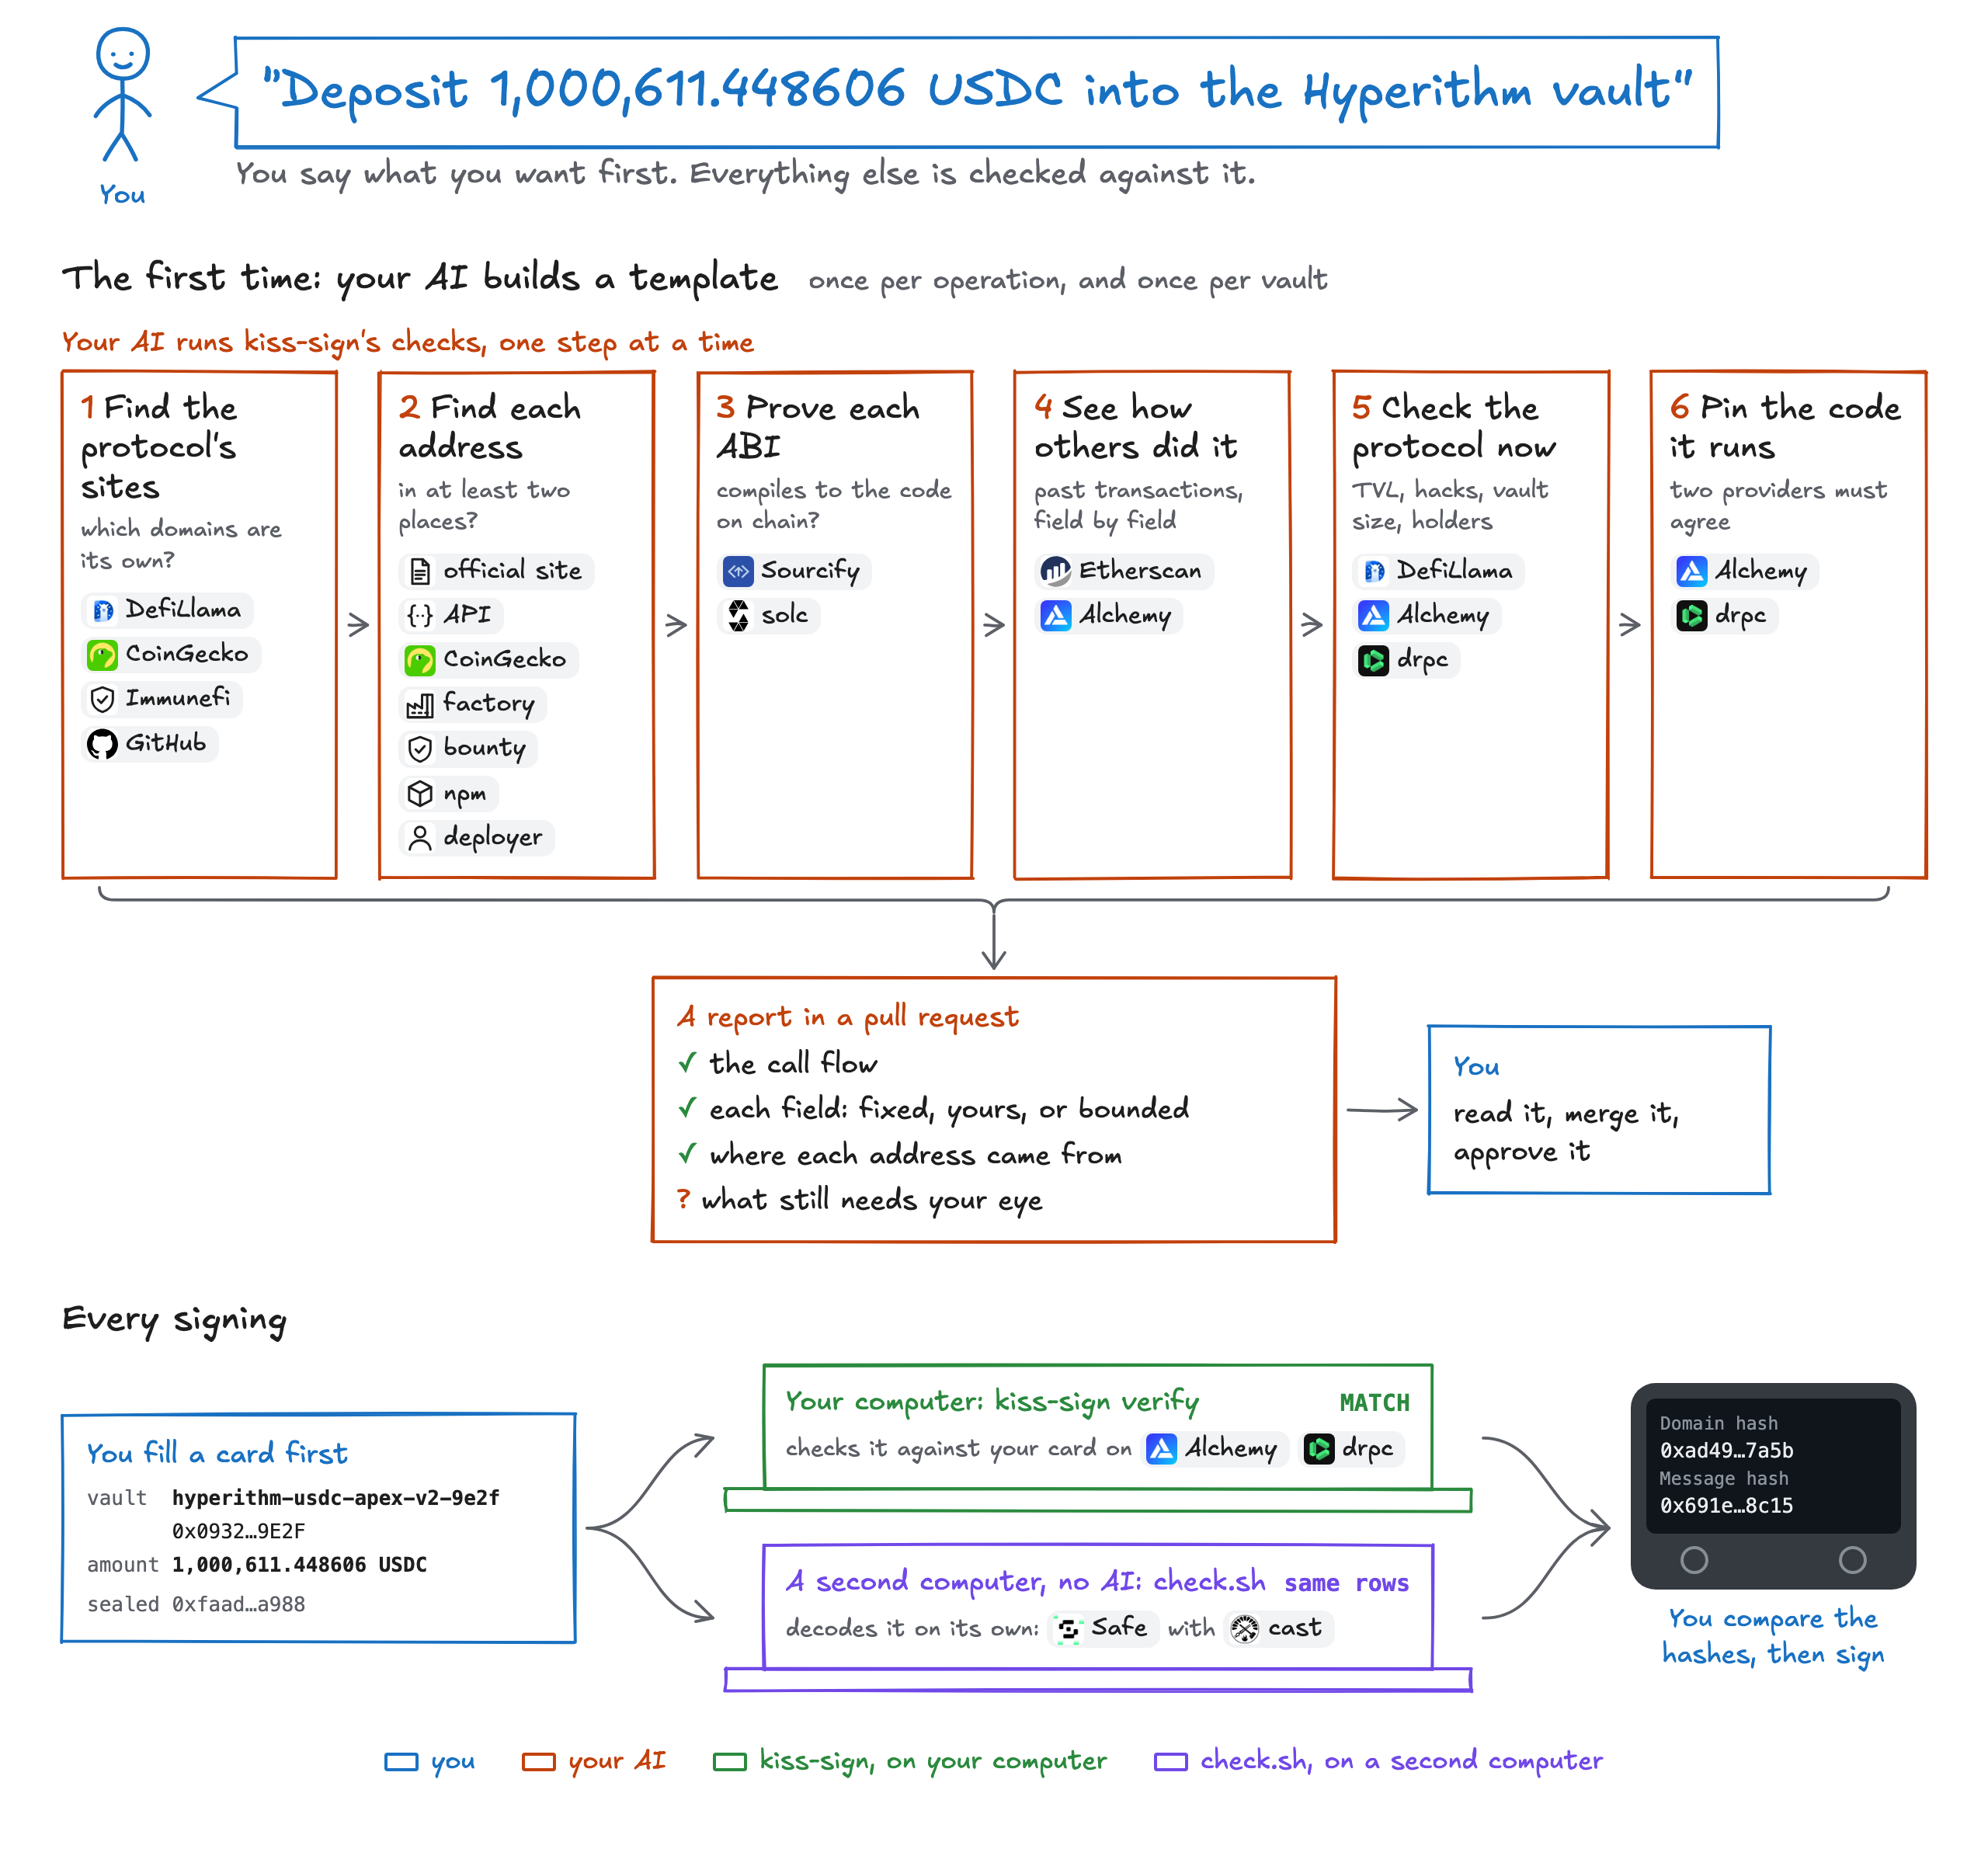 "Deposit 1,000,611.448606 USDC into the Hyperithm vault"
You
You say what you want first. Everything else is checked against it.
The first time: your AI builds a template once per operation, and once per vault
Your AI runs kiss-sign's checks, one step at a time
1 Find the
protocol's
sites
which domains are
its own?
DefiLlama
CoinGecko
Immunefi
GitHub
2 Find each
address
in at least two
places?
official site
API
CoinGecko
factory
bounty
npm
deployer
3 Prove each
ABI
compiles to the code
on chain?
Sourcify
solc
4 See how
others did it
past transactions,
field by field
Etherscan
Alchemy
5 Check the
protocol now
TVL, hacks, vault
size, holders
DefiLlama
Alchemy
drpc
6 Pin the code
it runs
two providers must
agree
Alchemy
drpc
A report in a pull request
✓ the call flow
✓ each field: fixed, yours, or bounded
✓ where each address came from
? what still needs your eye
You
read it, merge it,
approve it
Every signing
You fill a card first
vault hyperithm-usdc-apex-v2-9e2f
0x0932…9E2F
amount 1,000,611.448606 USDC
sealed 0xfaad…a988
Your computer: kiss-sign verify MATCH
checks it against your card on Alchemy drpc
A second computer, no AI: check.sh same rows
decodes it on its own: Safe with cast
Domain hash
0xad49…7a5b
Message hash
0x691e…8c15
You compare the
hashes, then sign
you your AI kiss-sign, on your computer check.sh, on a second computer